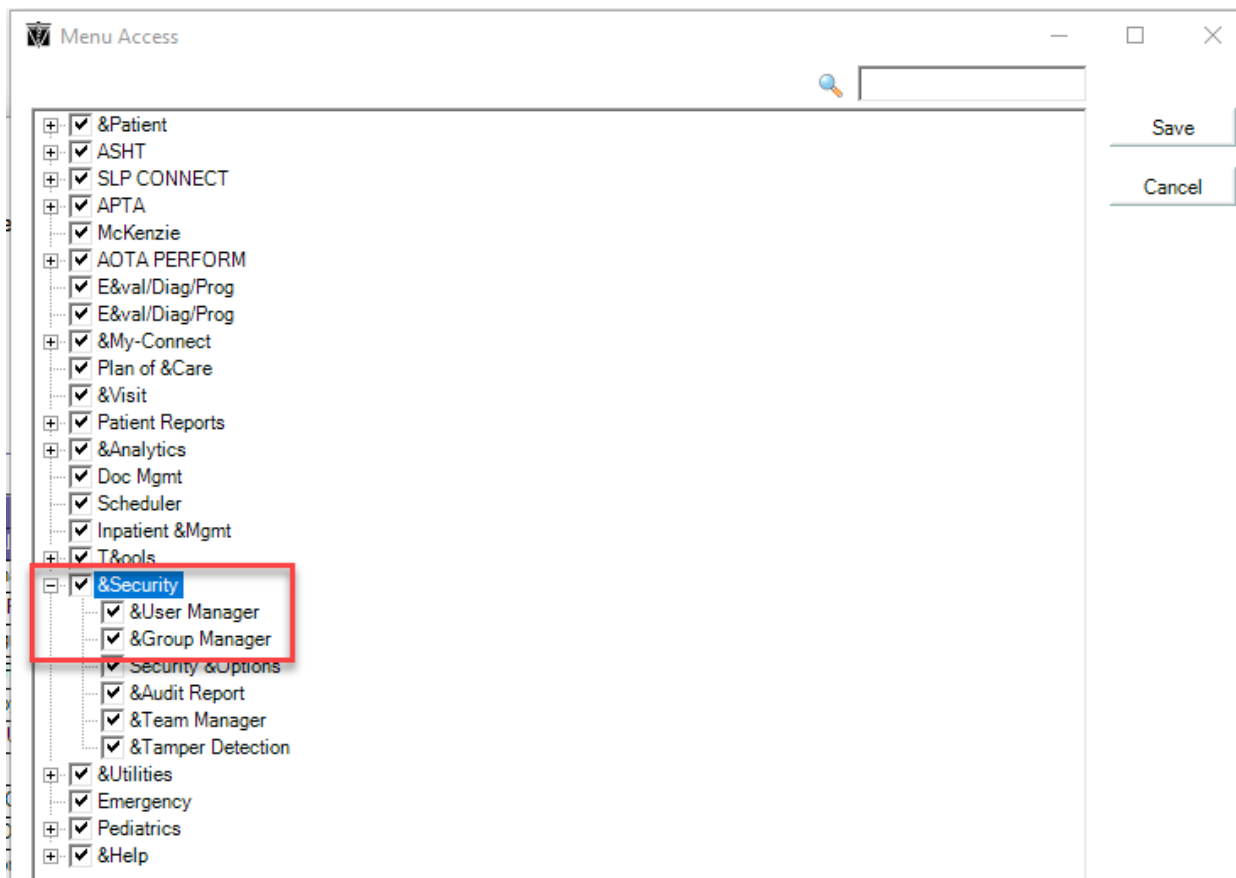 Menu Access
&Patient
Save
ASHT
SLP CONNECT
Cancel
APTA
McKenzie
AOTA PERFORM
E&val/Diag/Prog
E&val/Diag/Prog
&My-Connect
Plan of &Care
&Visit
Patient Reports
&Analytics
Doc Mgmt
Scheduler
Inpatient &Mgmt
T&ools
&Security
&User Manager
&Group Manager
Security &Options
&Audit Report
&Team Manager
&Tamper Detection
&Utilities
Emergency
Pediatrics
&Help